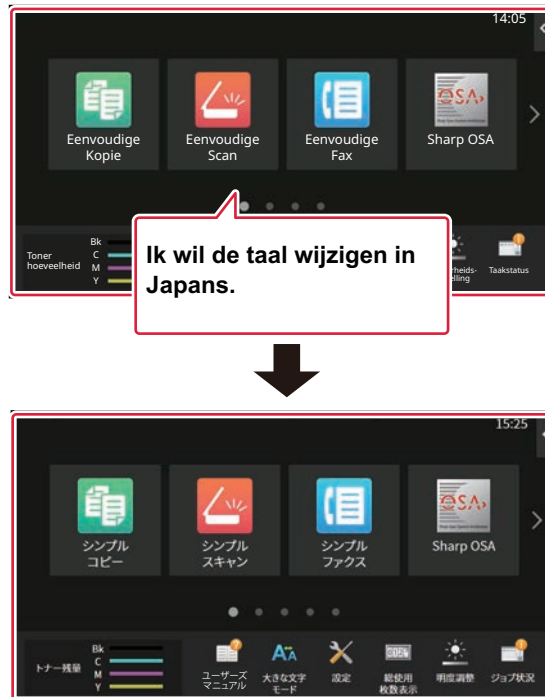 14:05
Eenvoudige
Kopie
Eenvoudige
Scan
Eenvoudige
Fax
OSA
Sharp OSA
Toner
hoeveelheid
Bk
C
M
Y
Taakstatus
Ik wil de taal wijzigen in
Japans.
15:25
シンプル
コピー
シンプル
スキャン
シンプル
ファクス
OSA
Sharp OSA
トナー残量
Bk
C
M
Y
ユーザーズ
マニュアル
大きな文字
モード
設定
総使用
枚数表示
明度調整
ジョブ状況